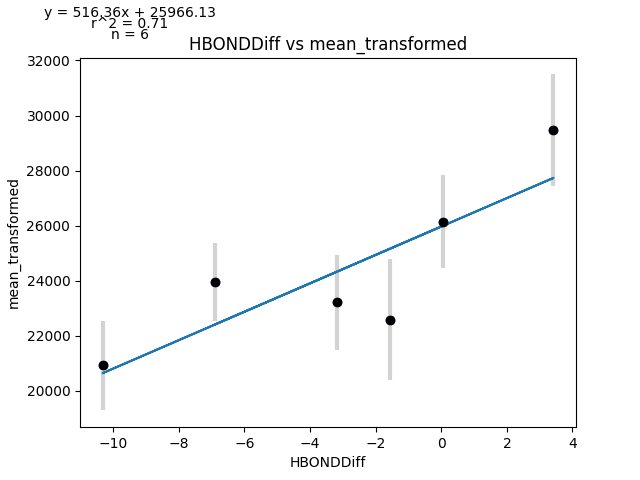 y = 516.36x + 25966.13
r^2 = 0.71
n = 6
HBONDDiff vs mean_transformed
32000
30000
28000
26000
24000
22000
20000
mean_transformed
−10 −8 −6 −4 −2 0 2 4
HBONDDiff